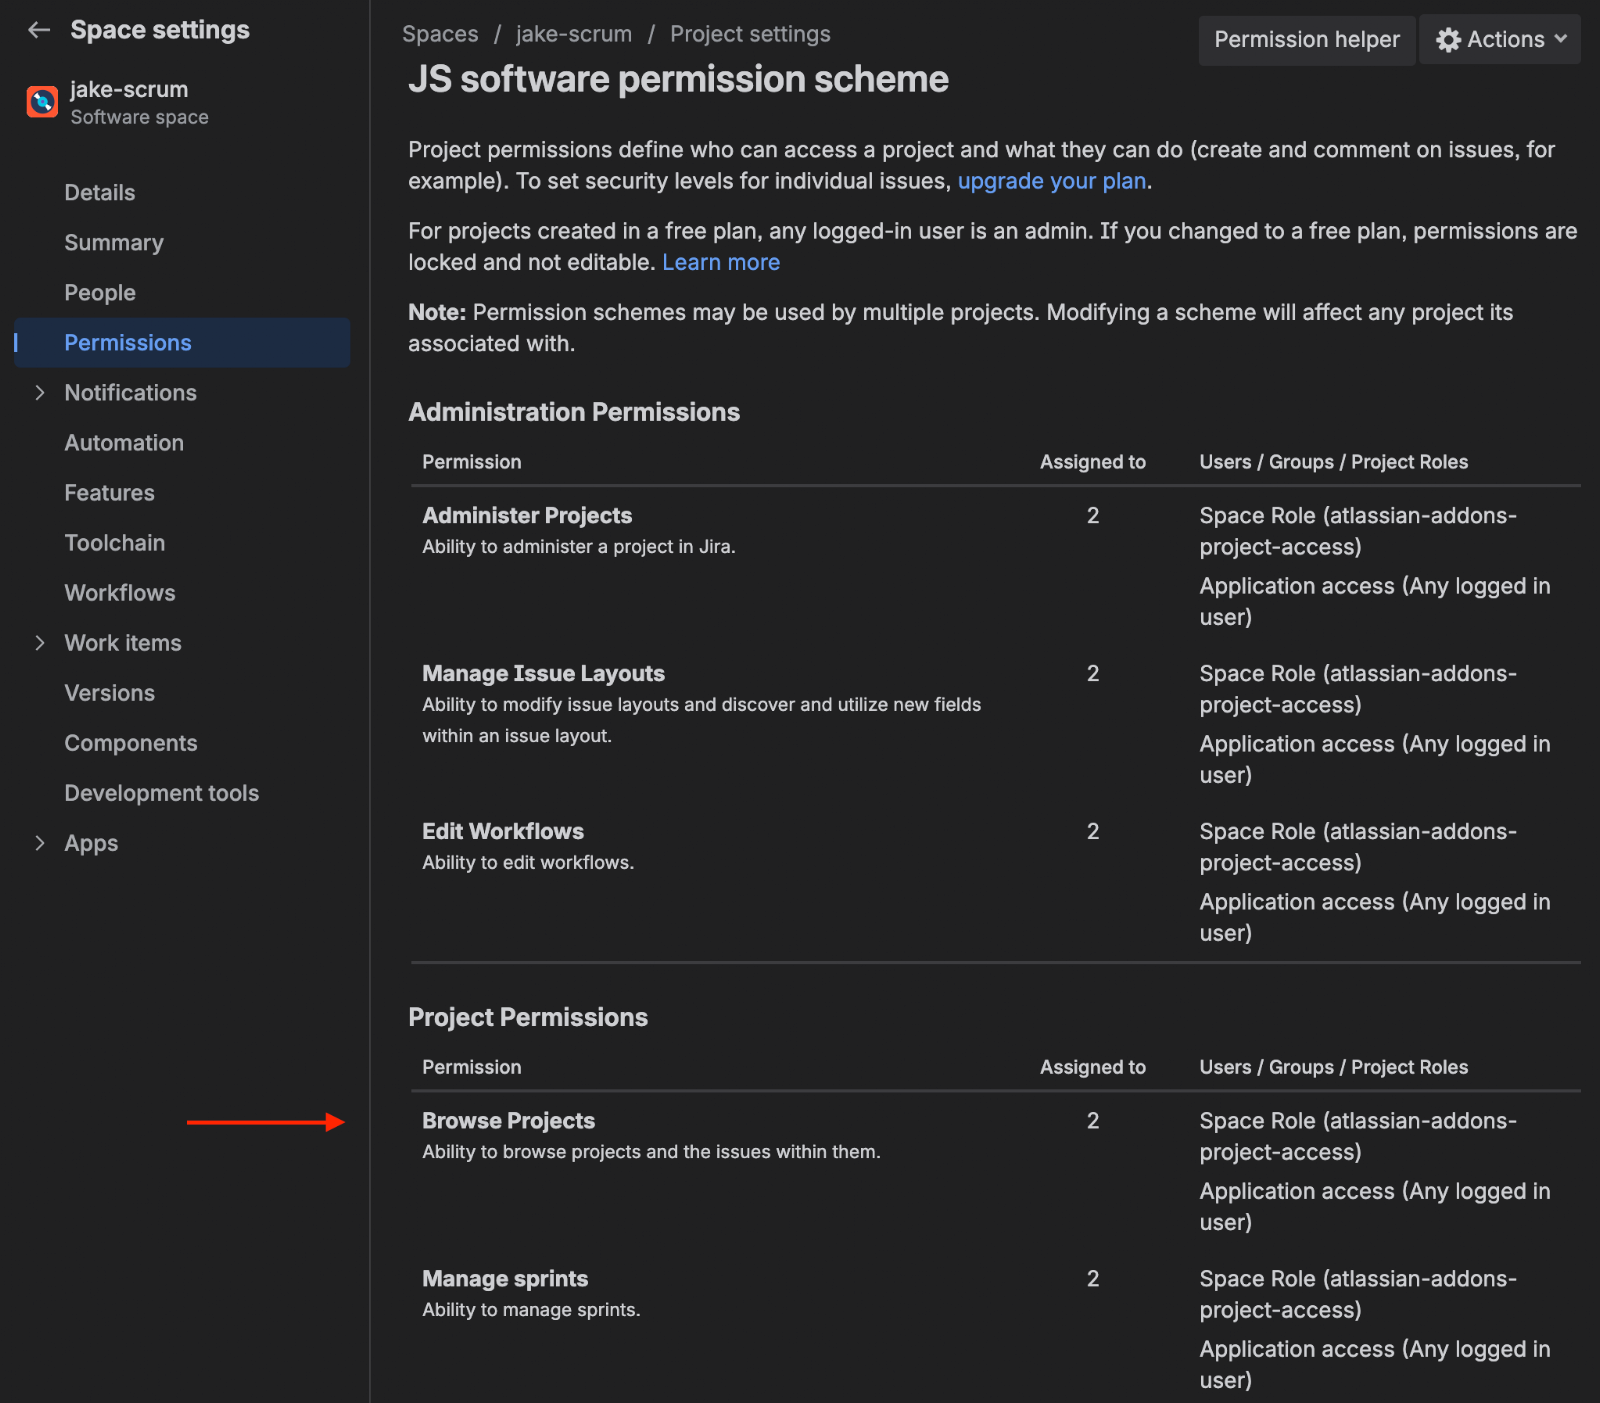 Space settings
jake-scrum
Software space
Details
Summary
People
Permissions
Notifications
Automation
Features
Toolchain
Workflows
Work items
Versions
Components
Development tools
Apps
Spaces / jake-scrum / Project settings
Permission helper
Actions
JS software permission scheme
Project permissions define who can access a project and what they can do (create and comment on issues, for
example). To set security levels for individual issues, upgrade your plan.
For projects created in a free plan, any logged-in user is an admin. If you changed to a free plan, permissions are
locked and not editable. Learn more
Note: Permission schemes may be used by multiple projects. Modifying a scheme will affect any project its
associated with.
Administration Permissions
Permission Assigned to Users / Groups / Project Roles
Administer Projects 2 Space Role (atlassian-addons-
Ability to administer a project in Jira. project-access)
Application access (Any logged in
user)
Manage Issue Layouts 2 Space Role (atlassian-addons-
Ability to modify issue layouts and discover and utilize new fields project-access)
within an issue layout. Application access (Any logged in
user)
Edit Workflows 2 Space Role (atlassian-addons-
Ability to edit workflows. project-access)
Application access (Any logged in
user)
Project Permissions
Permission Assigned to Users / Groups / Project Roles
Browse Projects 2 Space Role (atlassian-addons-
Ability to browse projects and the issues within them. project-access)
Application access (Any logged in
user)
Manage sprints 2 Space Role (atlassian-addons-
Ability to manage sprints. project-access)
Application access (Any logged in
user)